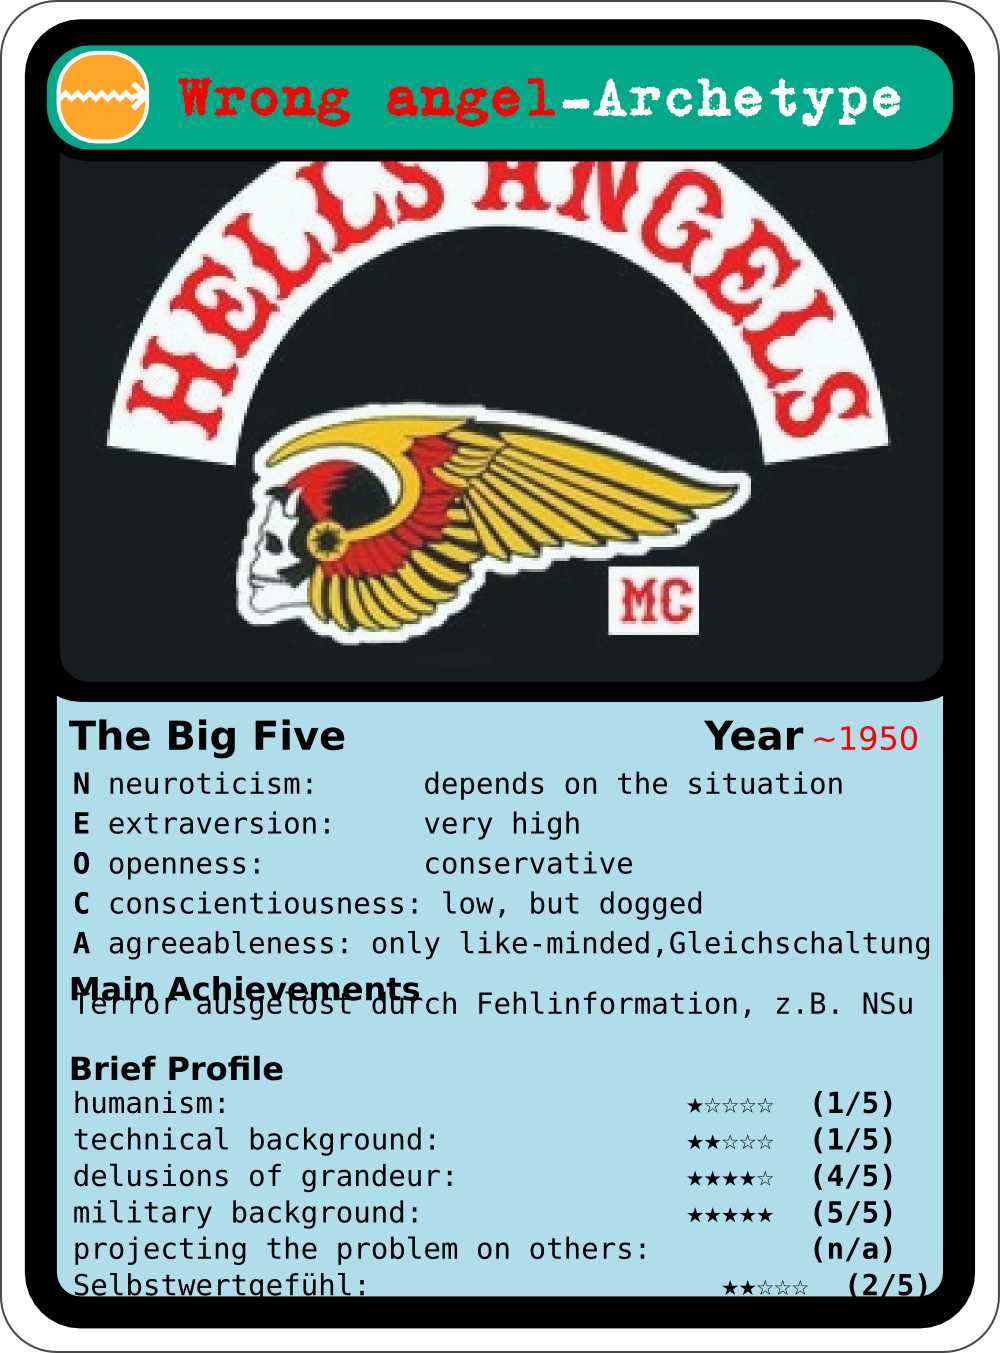 Wrong angel-Archetype
HELLS ANGELS
MC
The Big Five Year ~1950
N neuroticism: depends on the situation
E extraversion: very high
O openness: conservative
C conscientiousness: low, but dogged
A agreeableness: only like-minded,Gleichschaltung
Main Achievements
Terror ausgelöst durch Fehlinformation, z.B. NSu
Brief Profile
humanism: ★☆☆☆☆ (1/5)
technical background: ★★☆☆☆ (1/5)
delusions of grandeur: ★★★★☆ (4/5)
military background: ★★★★★ (5/5)
projecting the problem on others: (n/a)
Selbstwertgefühl: ★★☆☆☆ (2/5)